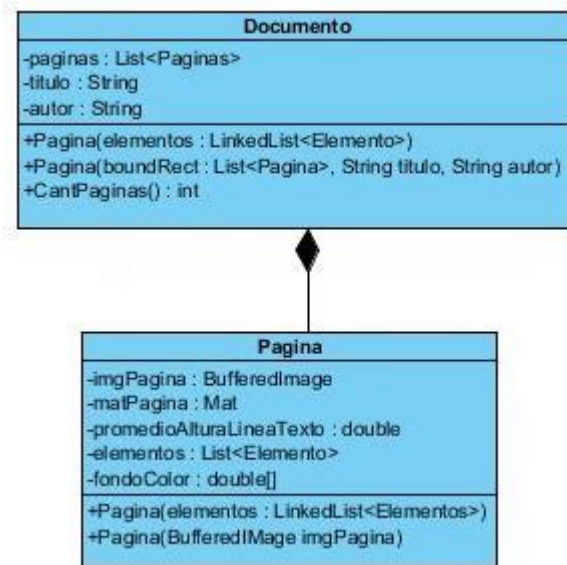 Documento
-paginas : List<Paginas>
-titulo : String
-autor : String
+Pagina(elementos : LinkedList<Elemento>)
+Pagina(boundRect : List<Pagina>, String titulo, String autor)
+CantPaginas() : int
Pagina
-imgPagina : BufferedImage
-matPagina : Mat
-promedioAlturaLineaTexto : double
-elementos : List<Elemento>
-fondoColor : double[]
+Pagina(elementos : LinkedList<Elementos>)
+Pagina(BufferedIMage imgPagina)